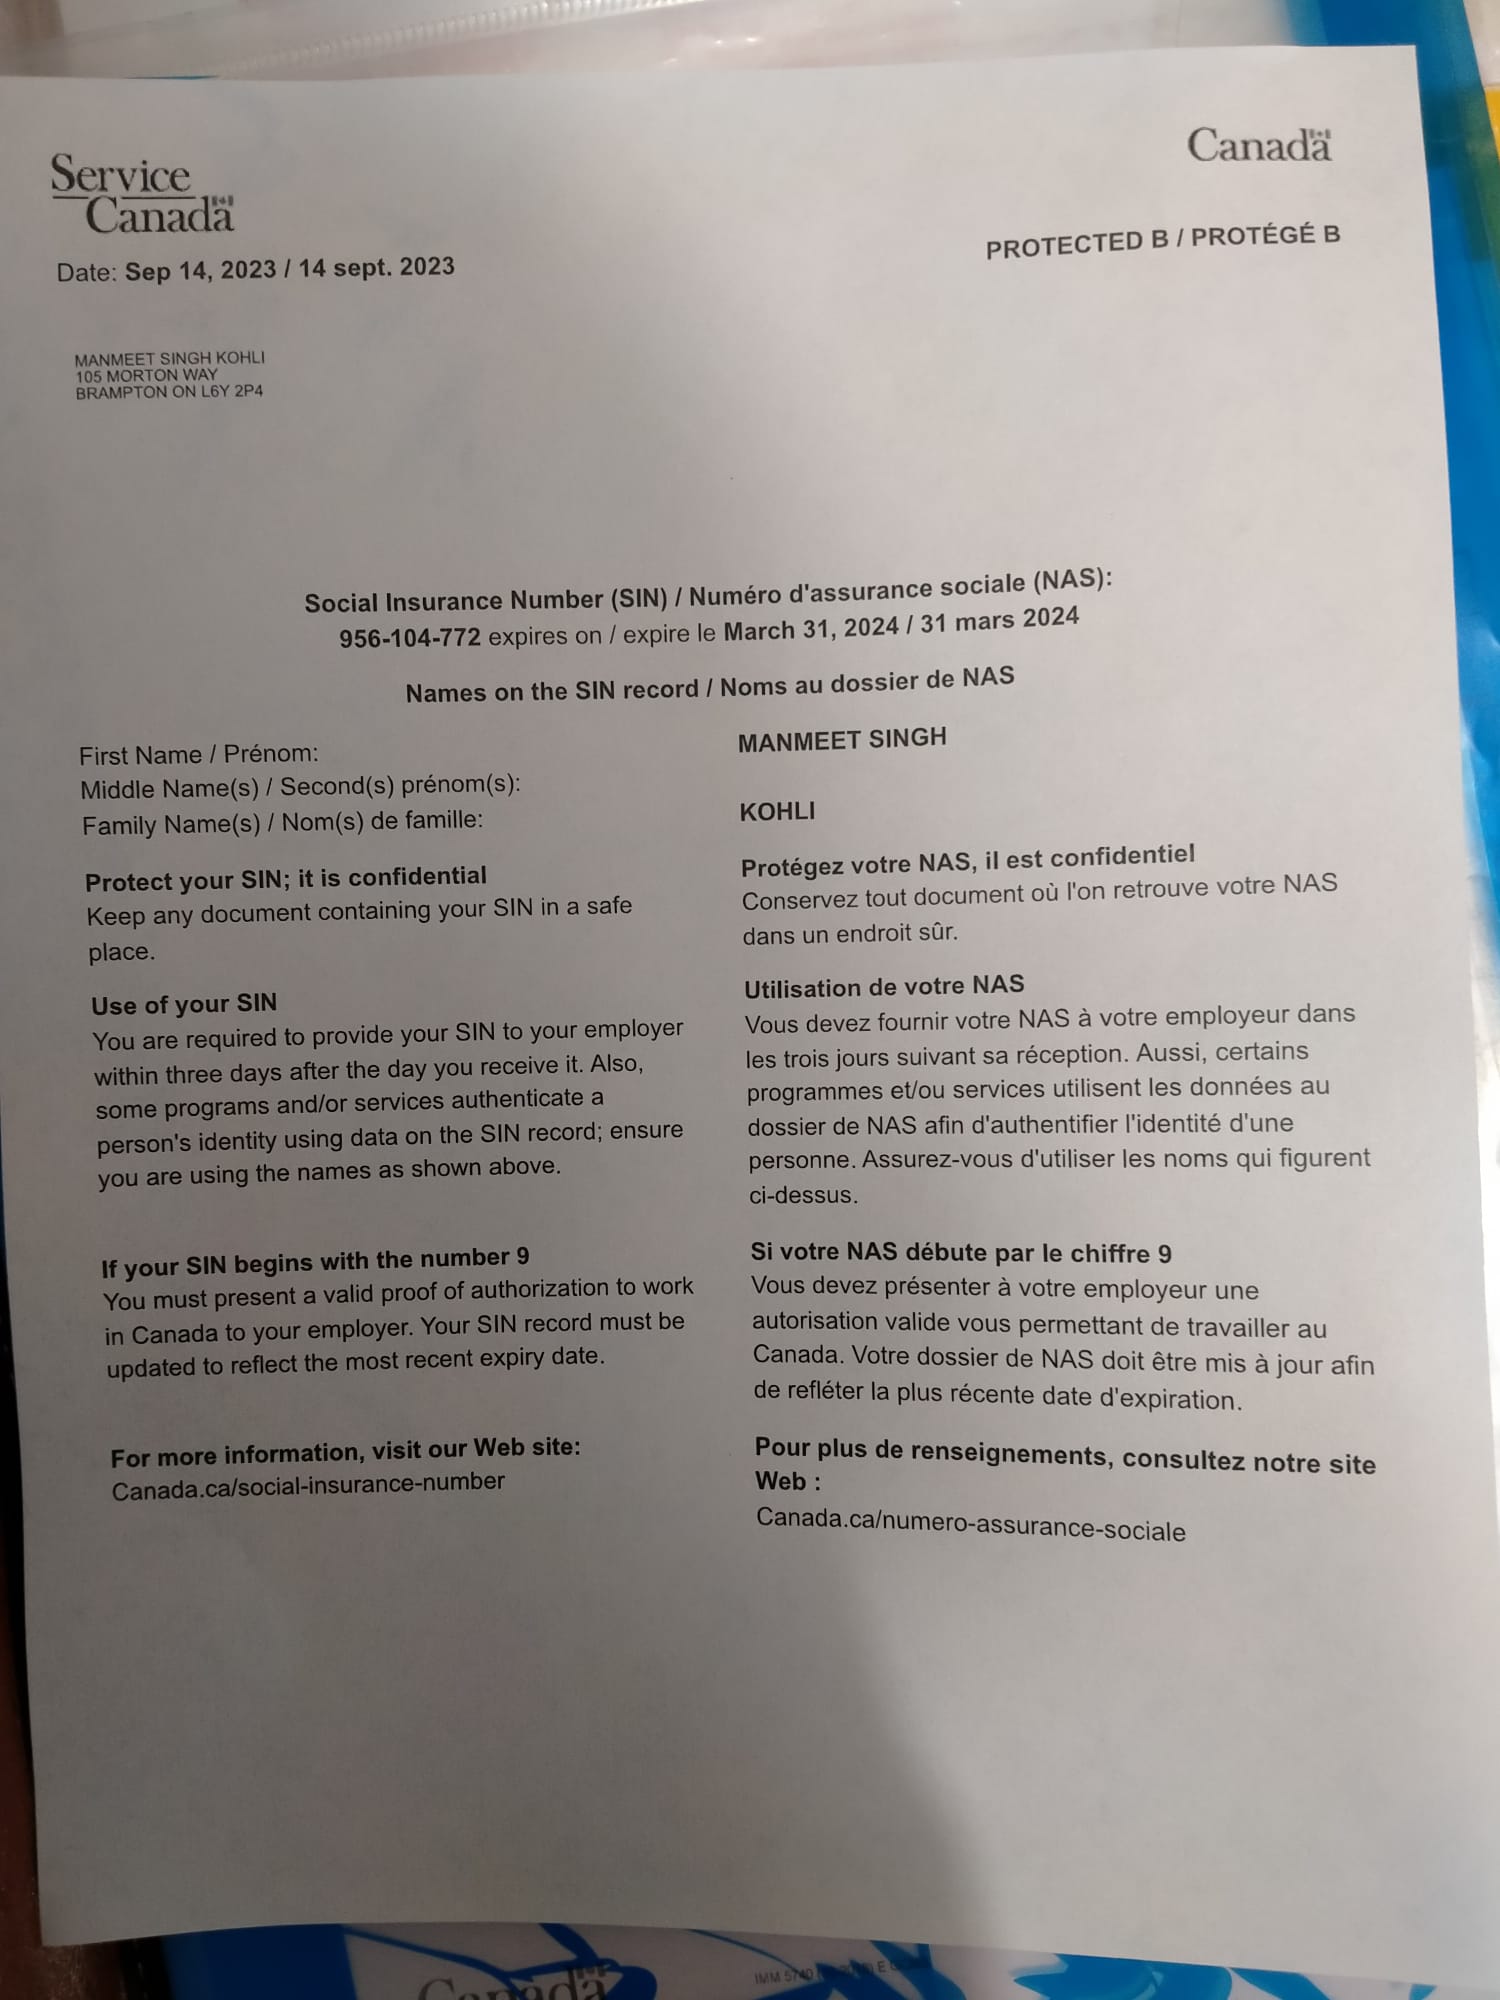 Service
Canada
Canada
Date: Sep 14, 2023 / 14 sept. 2023
PROTECTED B / PROTÉGÉ B
MANMEET SINGH KOHLI
105 MORTON WAY
BRAMPTON ON L6Y 2P4
Social Insurance Number (SIN) / Numéro d'assurance sociale (NAS):
956-104-772 expires on / expire le March 31, 2024 / 31 mars 2024
Names on the SIN record / Noms au dossier de NAS
First Name / Prénom: MANMEET SINGH
Middle Name(s) / Second(s) prénom(s):
Family Name(s) / Nom(s) de famille: KOHLI
Protect your SIN; it is confidential
Keep any document containing your SIN in a safe
place.
Use of your SIN
You are required to provide your SIN to your employer
within three days after the day you receive it. Also,
some programs and/or services authenticate a
person's identity using data on the SIN record; ensure
you are using the names as shown above.
If your SIN begins with the number 9
You must present a valid proof of authorization to work
in Canada to your employer. Your SIN record must be
updated to reflect the most recent expiry date.
For more information, visit our Web site:
Canada.ca/social-insurance-number
Protégez votre NAS, il est confidentiel
Conservez tout document où l'on retrouve votre NAS
dans un endroit sûr.
Utilisation de votre NAS
Vous devez fournir votre NAS à votre employeur dans
les trois jours suivant sa réception. Aussi, certains
programmes et/ou services utilisent les données au
dossier de NAS afin d'authentifier l'identité d'une
personne. Assurez-vous d'utiliser les noms qui figurent
ci-dessus.
Si votre NAS débute par le chiffre 9
Vous devez présenter à votre employeur une
autorisation valide vous permettant de travailler au
Canada. Votre dossier de NAS doit être mis à jour afin
de refléter la plus récente date d'expiration.
Pour plus de renseignements, consultez notre site
Web :
Canada.ca/numero-assurance-sociale
Canada
IMM 5740 E